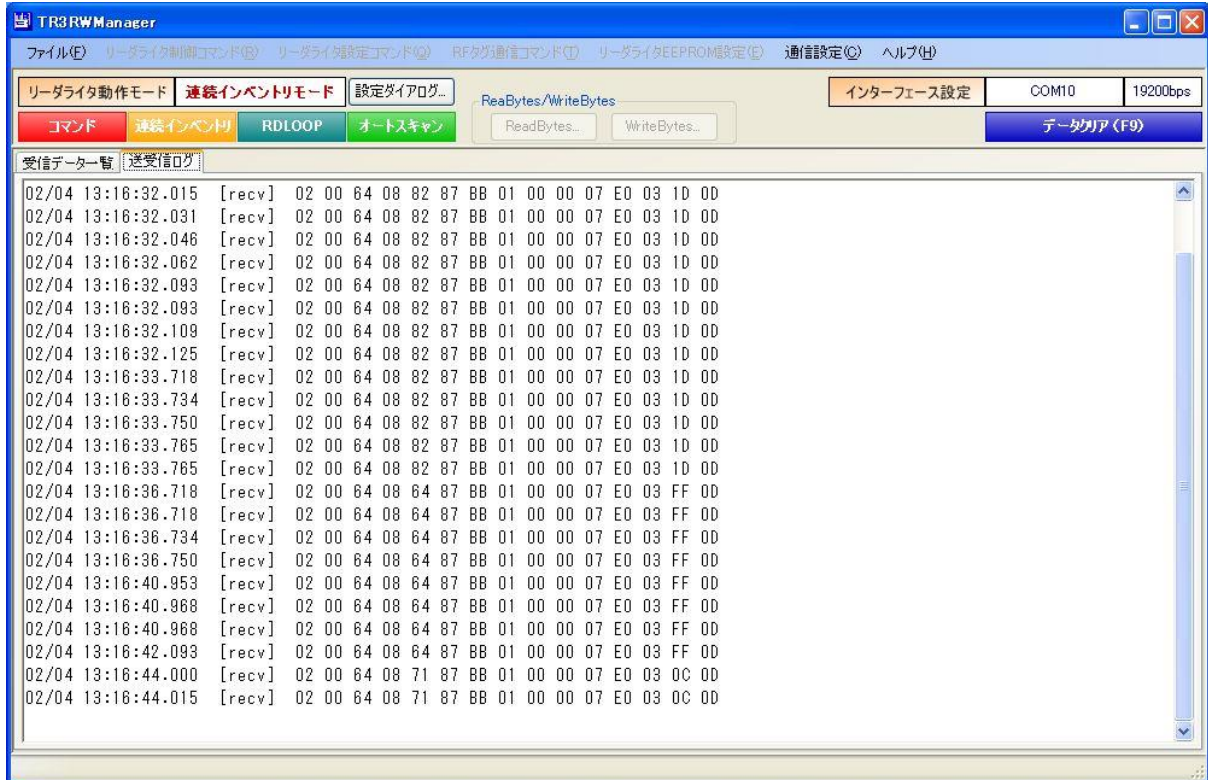 TR3RWManager
ファイル(F) リーダライタ制御コマンド(R) リーダライタ設定コマンド(Q) RFタグ通信コマンド(T) リーダライタEEPROM設定(E) 通信設定(C) ヘルプ(H)
リーダライタ動作モード 連続インベントリモード 設定ダイアログ... ReaBytes/WriteBytes インターフェース設定 COM10 19200bps
コマンド 連続インベントリ RDLOOP オートスキャン ReadBytes... WriteBytes... データクリア(F9)
受信データ一覧 送受信ログ
02/04 13:16:32.015 [recv] 02 00 64 08 82 87 BB 01 00 00 07 E0 03 1D 0D
02/04 13:16:32.031 [recv] 02 00 64 08 82 87 BB 01 00 00 07 E0 03 1D 0D
02/04 13:16:32.046 [recv] 02 00 64 08 82 87 BB 01 00 00 07 E0 03 1D 0D
02/04 13:16:32.062 [recv] 02 00 64 08 82 87 BB 01 00 00 07 E0 03 1D 0D
02/04 13:16:32.093 [recv] 02 00 64 08 82 87 BB 01 00 00 07 E0 03 1D 0D
02/04 13:16:32.093 [recv] 02 00 64 08 82 87 BB 01 00 00 07 E0 03 1D 0D
02/04 13:16:32.109 [recv] 02 00 64 08 82 87 BB 01 00 00 07 E0 03 1D 0D
02/04 13:16:32.125 [recv] 02 00 64 08 82 87 BB 01 00 00 07 E0 03 1D 0D
02/04 13:16:33.718 [recv] 02 00 64 08 82 87 BB 01 00 00 07 E0 03 1D 0D
02/04 13:16:33.734 [recv] 02 00 64 08 82 87 BB 01 00 00 07 E0 03 1D 0D
02/04 13:16:33.750 [recv] 02 00 64 08 82 87 BB 01 00 00 07 E0 03 1D 0D
02/04 13:16:33.765 [recv] 02 00 64 08 82 87 BB 01 00 00 07 E0 03 1D 0D
02/04 13:16:33.765 [recv] 02 00 64 08 82 87 BB 01 00 00 07 E0 03 1D 0D
02/04 13:16:36.718 [recv] 02 00 64 08 64 87 BB 01 00 00 07 E0 03 FF 0D
02/04 13:16:36.718 [recv] 02 00 64 08 64 87 BB 01 00 00 07 E0 03 FF 0D
02/04 13:16:36.734 [recv] 02 00 64 08 64 87 BB 01 00 00 07 E0 03 FF 0D
02/04 13:16:36.750 [recv] 02 00 64 08 64 87 BB 01 00 00 07 E0 03 FF 0D
02/04 13:16:40.953 [recv] 02 00 64 08 64 87 BB 01 00 00 07 E0 03 FF 0D
02/04 13:16:40.968 [recv] 02 00 64 08 64 87 BB 01 00 00 07 E0 03 FF 0D
02/04 13:16:40.968 [recv] 02 00 64 08 64 87 BB 01 00 00 07 E0 03 FF 0D
02/04 13:16:42.093 [recv] 02 00 64 08 64 87 BB 01 00 00 07 E0 03 FF 0D
02/04 13:16:44.000 [recv] 02 00 64 08 71 87 BB 01 00 00 07 E0 03 0C 0D
02/04 13:16:44.015 [recv] 02 00 64 08 71 87 BB 01 00 00 07 E0 03 0C 0D